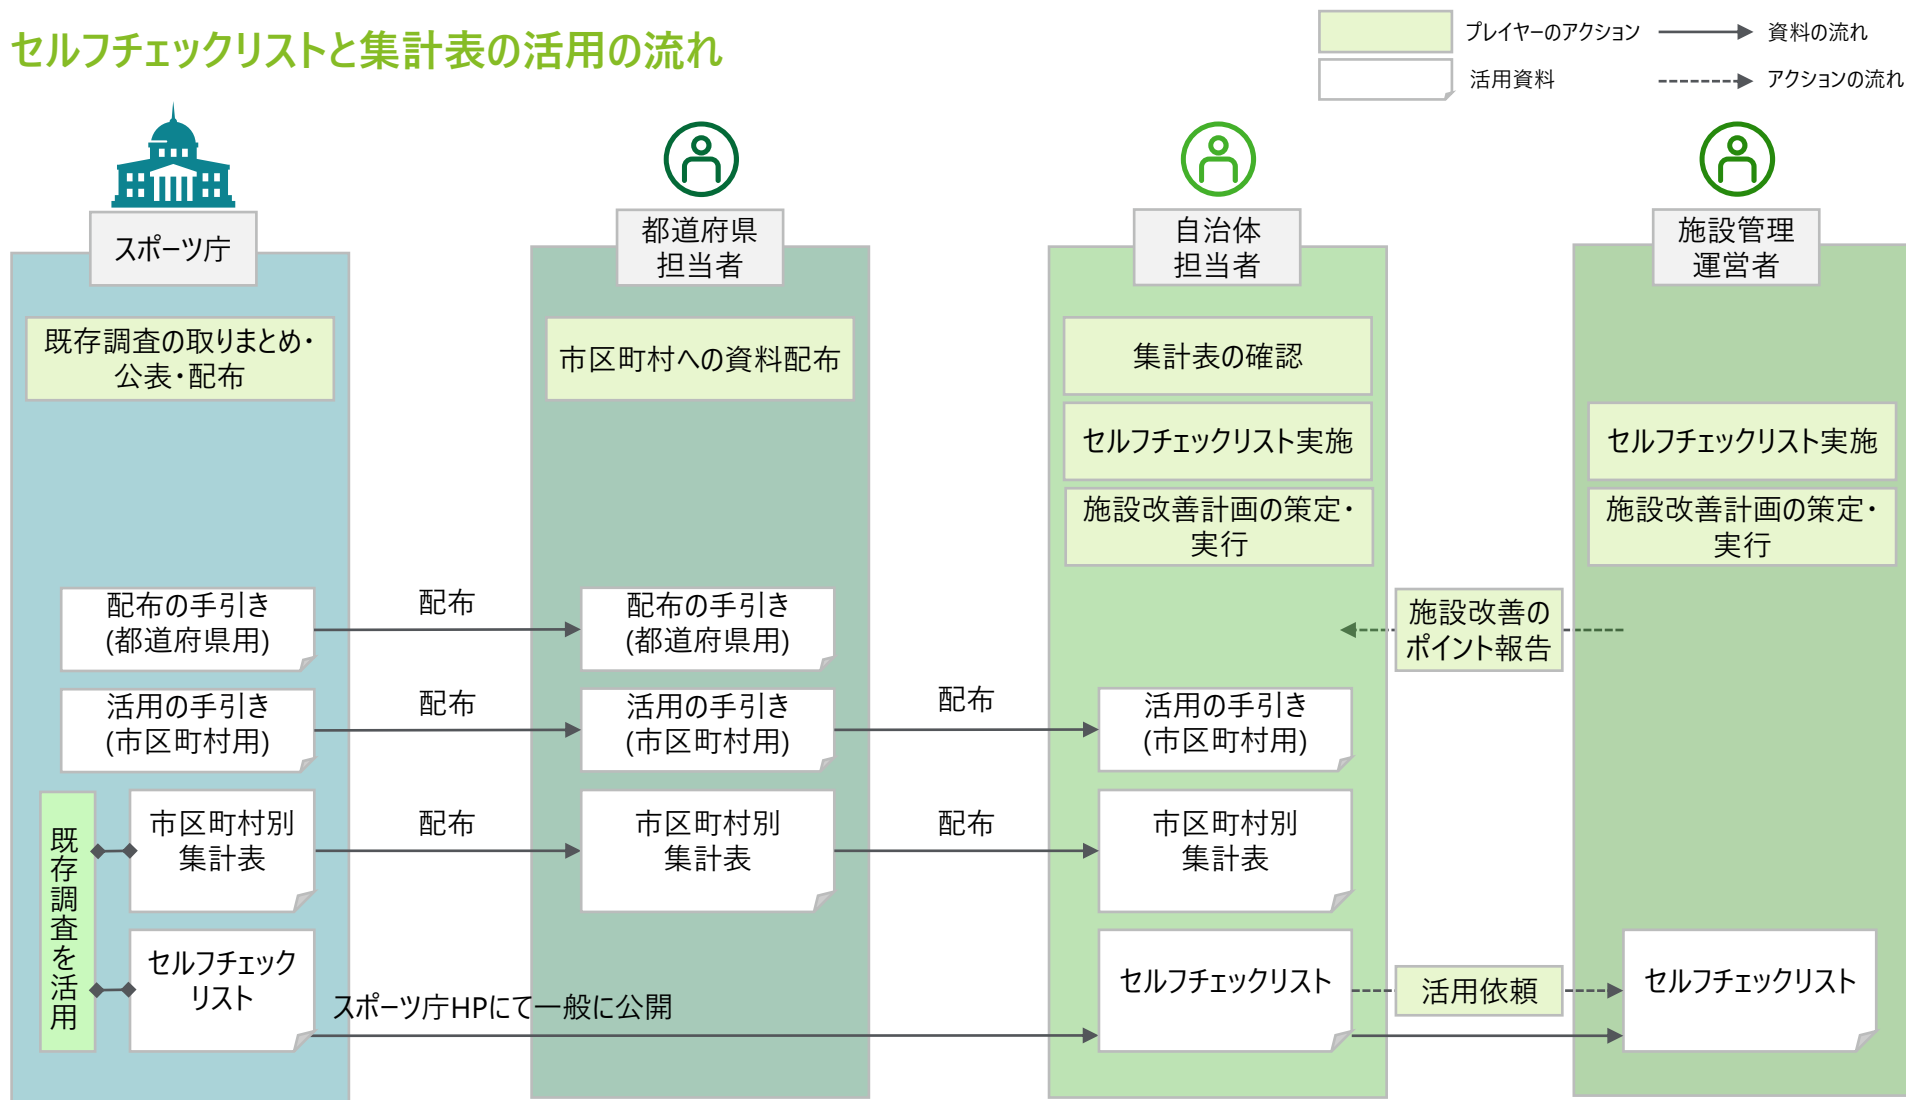 セルフチェックリストと集計表の活用の流れ
プレイヤーのアクション
資料の流れ
活用資料
アクションの流れ
スポーツ庁
都道府県
担当者
自治体
担当者
施設管理
運営者
既存調査の取りまとめ・
公表・配布
市区町村への資料配布
集計表の確認
セルフチェックリスト実施
セルフチェックリスト実施
施設改善計画の策定・
実行
施設改善計画の策定・
実行
配布の手引き
(都道府県用)
配布
配布の手引き
(都道府県用)
施設改善の
ポイント報告
活用の手引き
(市区町村用)
配布
活用の手引き
(市区町村用)
配布
活用の手引き
(市区町村用)
既存調査を活用
市区町村別
集計表
配布
市区町村別
集計表
配布
市区町村別
集計表
セルフチェック
リスト
スポーツ庁HPにて一般に公開
セルフチェックリスト
活用依頼
セルフチェックリスト